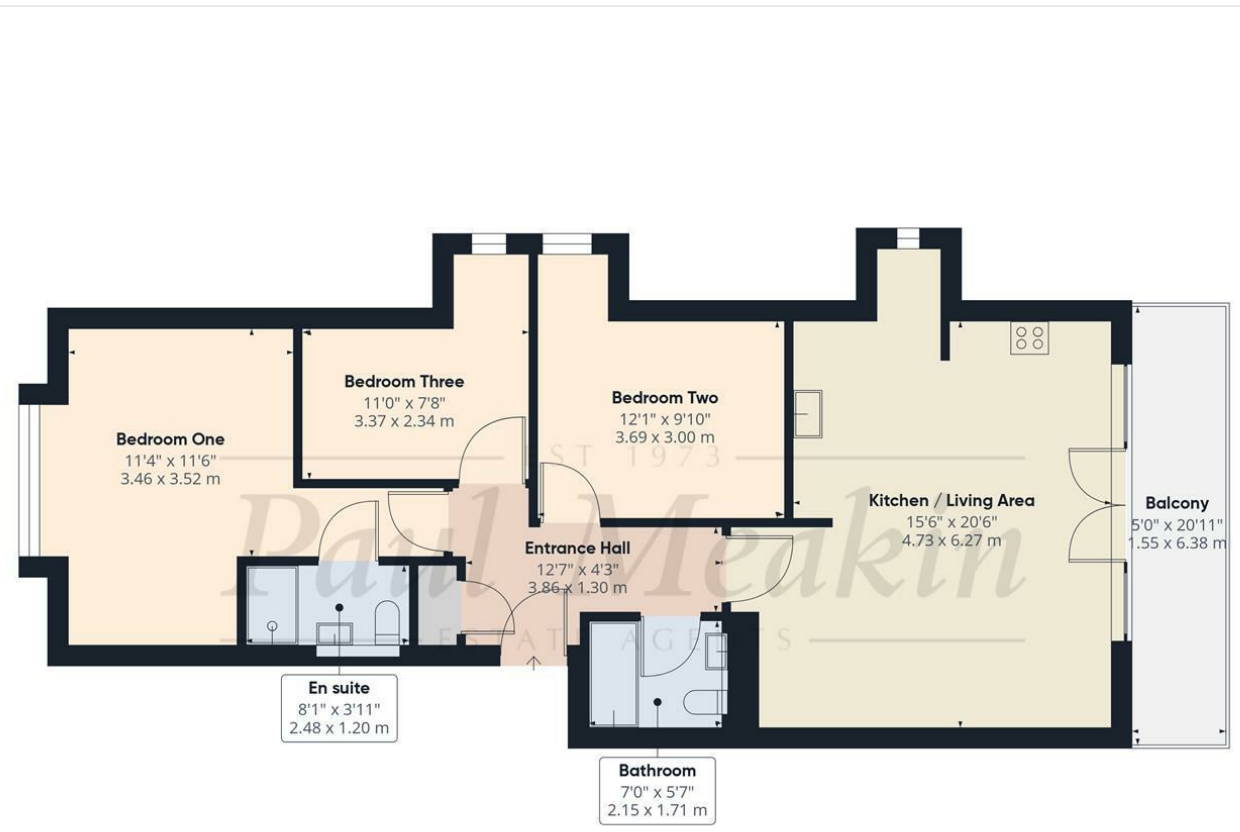 Bedroom One
11'4" x 11'6"
3.46 x 3.52 m
Bedroom Three
11'0" x 7'8"
3.37 x 2.34 m
Bedroom Two
12'1" x 9'10"
3.69 x 3.00 m
Kitchen / Living Area
15'6" x 20'6"
4.73 x 6.27 m
Balcony
5'0" x 20'11"
1.55 x 6.38 m
Entrance Hall
12'7" x 4'3"
3.86 x 1.30 m
En suite
8'1" x 3'11"
2.48 x 1.20 m
Bathroom
7'0" x 5'7"
2.15 x 1.71 m
EST 1973
Paul Meakin
ESTATE AGENTS